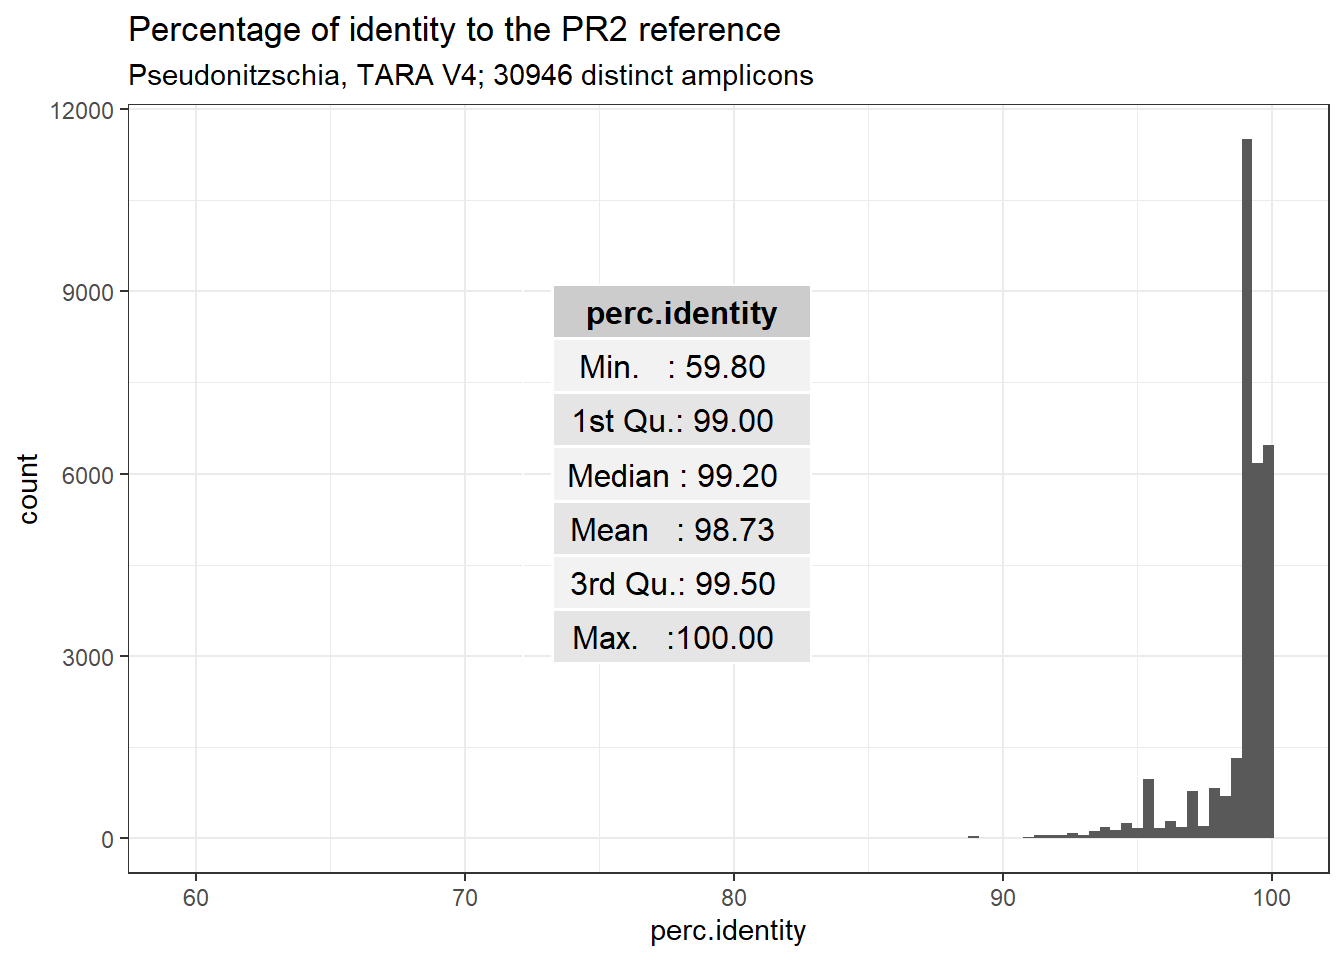 Percentage of identity to the PR2 reference
Pseudonitzschia, TARA V4; 30946 distinct amplicons
count
12000
9000
6000
3000
0
perc.identity
Min.   : 59.80
1st Qu.: 99.00
Median : 99.20
Mean   : 98.73
3rd Qu.: 99.50
Max.   :100.00
60 70 80 90 100
perc.identity